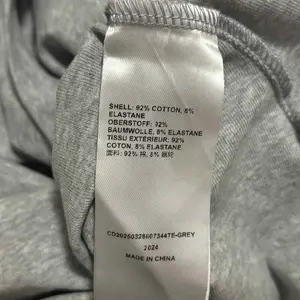 SHELL: 92% COTTON, 8%
ELASTANE
OBERSTOFF: 92%
BAUMWOLLE, 8% ELASTANE
TISSU EXTÉRIEUR: 92%
COTON, 8% ELASTANE
面料: 92% 棉, 8% 氨纶
2024
MADE IN CHINA